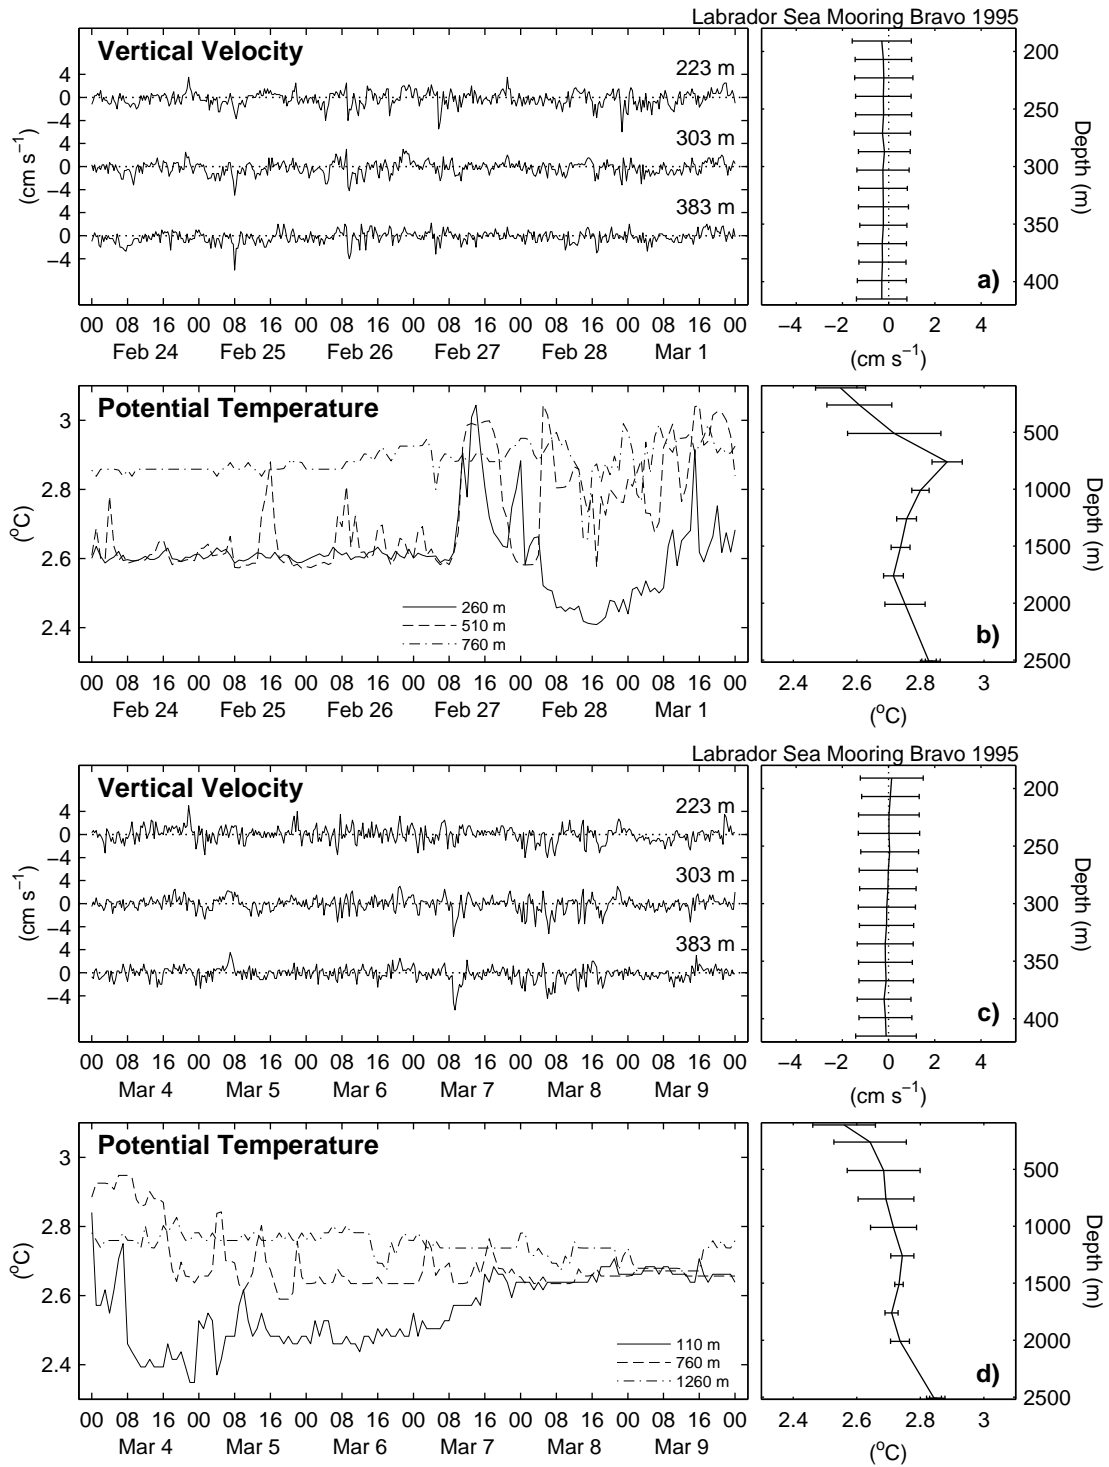 Labrador Sea Mooring Bravo 1995
Vertical Velocity
223 m
303 m
383 m
4
0
−4
4
0
−4
4
0
−4
(cm s−1)
00 08 16 00 08 16 00 08 16 00 08 16 00 08 16 00 08 16 00
Feb 24 Feb 25 Feb 26 Feb 27 Feb 28 Mar 1
200
250
300
350
400
Depth (m)
a)
−4 −2 0 2 4
(cm s−1)
Potential Temperature
3
2.8
2.6
2.4
(oC)
260 m
510 m
760 m
00 08 16 00 08 16 00 08 16 00 08 16 00 08 16 00 08 16 00
Feb 24 Feb 25 Feb 26 Feb 27 Feb 28 Mar 1
500
1000
1500
2000
2500
Depth (m)
b)
2.4 2.6 2.8 3
(oC)
Labrador Sea Mooring Bravo 1995
Vertical Velocity
223 m
303 m
383 m
4
0
−4
4
0
−4
4
0
−4
(cm s−1)
00 08 16 00 08 16 00 08 16 00 08 16 00 08 16 00 08 16 00
Mar 4 Mar 5 Mar 6 Mar 7 Mar 8 Mar 9
200
250
300
350
400
Depth (m)
c)
−4 −2 0 2 4
(cm s−1)
Potential Temperature
3
2.8
2.6
2.4
(oC)
110 m
760 m
1260 m
00 08 16 00 08 16 00 08 16 00 08 16 00 08 16 00 08 16 00
Mar 4 Mar 5 Mar 6 Mar 7 Mar 8 Mar 9
500
1000
1500
2000
2500
Depth (m)
d)
2.4 2.6 2.8 3
(oC)